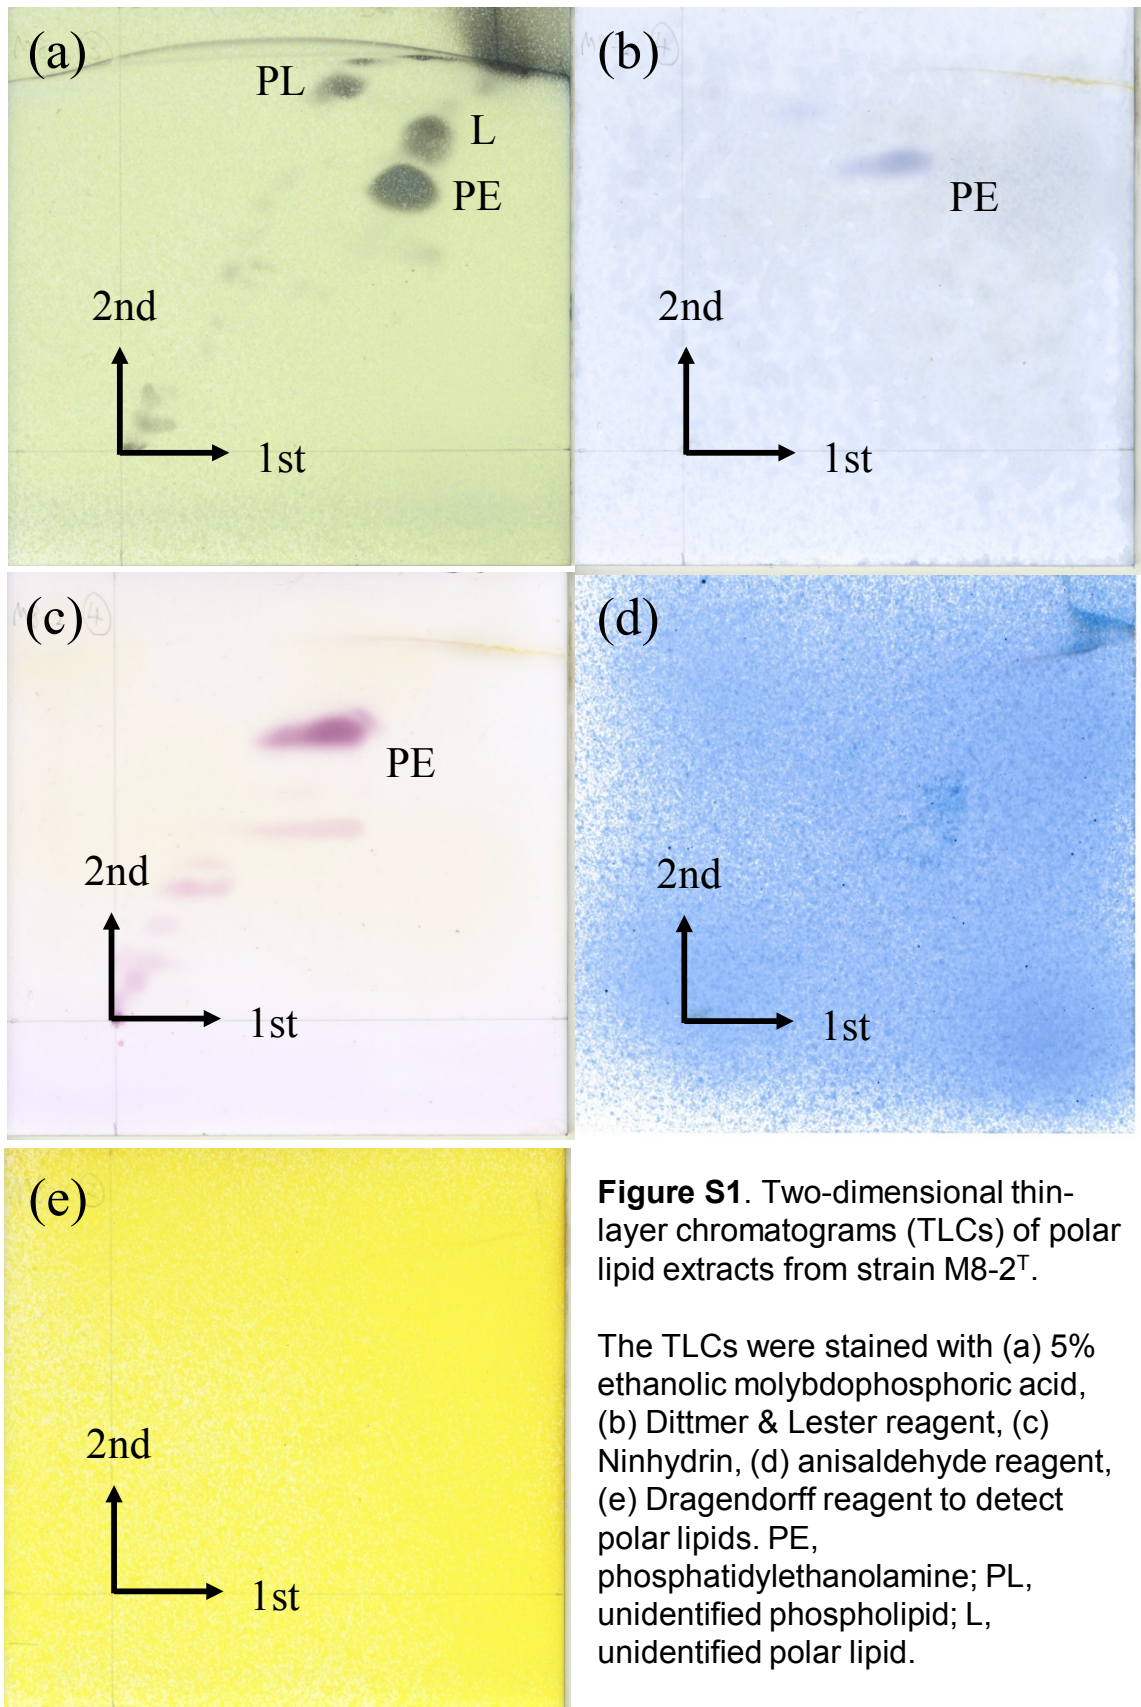 (a)
PL
L
PE
2nd
1st
(b)
PE
2nd
1st
(c)
4
PE
2nd
1st
(d)
2nd
1st
(e)
2nd
1st
Figure S1. Two-dimensional thin-
layer chromatograms (TLCs) of polar
lipid extracts from strain M8-2ᵀ.
The TLCs were stained with (a) 5%
ethanolic molybdophosphoric acid,
(b) Dittmer & Lester reagent, (c)
Ninhydrin, (d) anisaldehyde reagent,
(e) Dragendorff reagent to detect
polar lipids. PE,
phosphatidylethanolamine; PL,
unidentified phospholipid; L,
unidentified polar lipid.